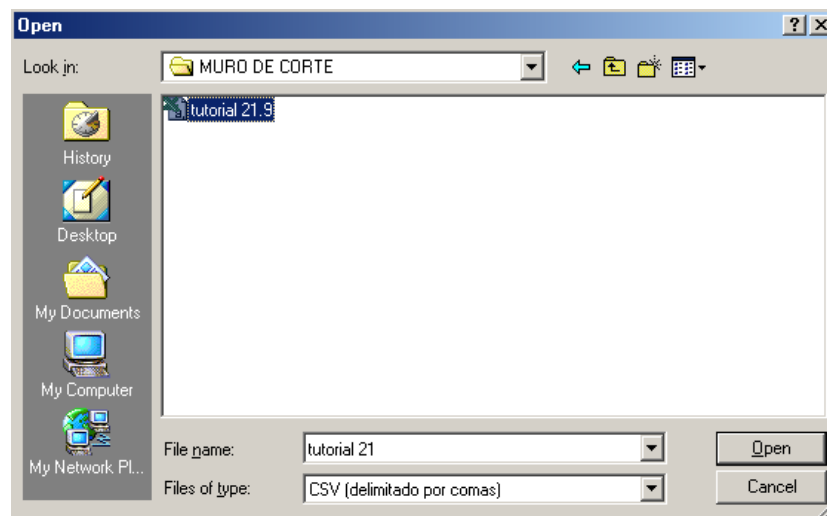 Open
Look in: MURO DE CORTE
tutorial 21.9
History
Desktop
My Documents
My Computer
My Network Pl...
File name: tutorial 21 Open
Files of type: CSV (delimitado por comas) Cancel